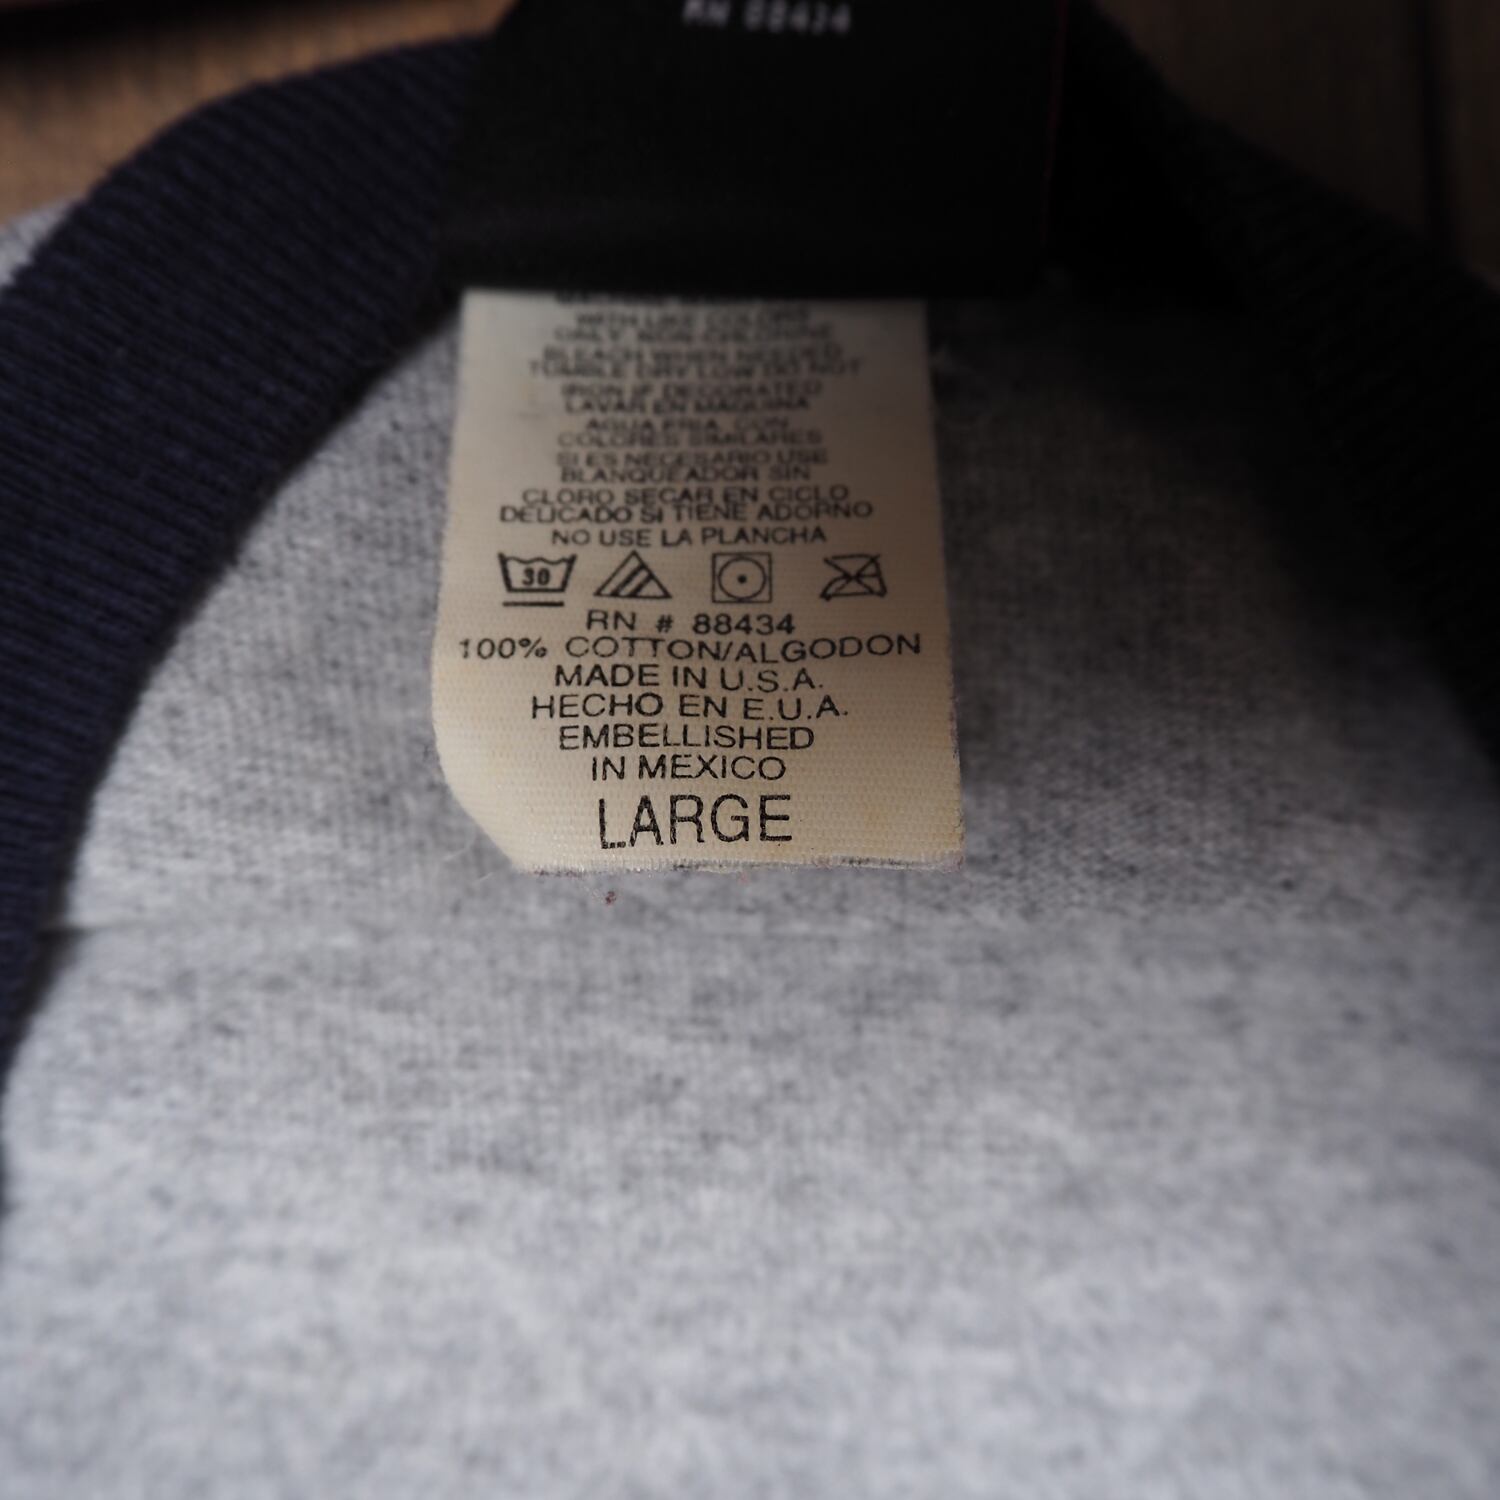 RN 88434
WITH LIKE COLORS
ONLY. NON-CHLORINE
BLEACH WHEN NEEDED
TUMBLE DRY LOW DO NOT
IRON IF DECORATED
LAVAR EN MAQUINA
AGUA FRIA CON
COLORES SIMILARES
SI ES NECESARIO USE
BLANQUEADOR SIN
CLORO SECAR EN CICLO
DELICADO SI TIENE ADORNO
NO USE LA PLANCHA
30
RN # 88434
100% COTTON/ALGODON
MADE IN U.S.A.
HECHO EN E.U.A.
EMBELLISHED
IN MEXICO
LARGE